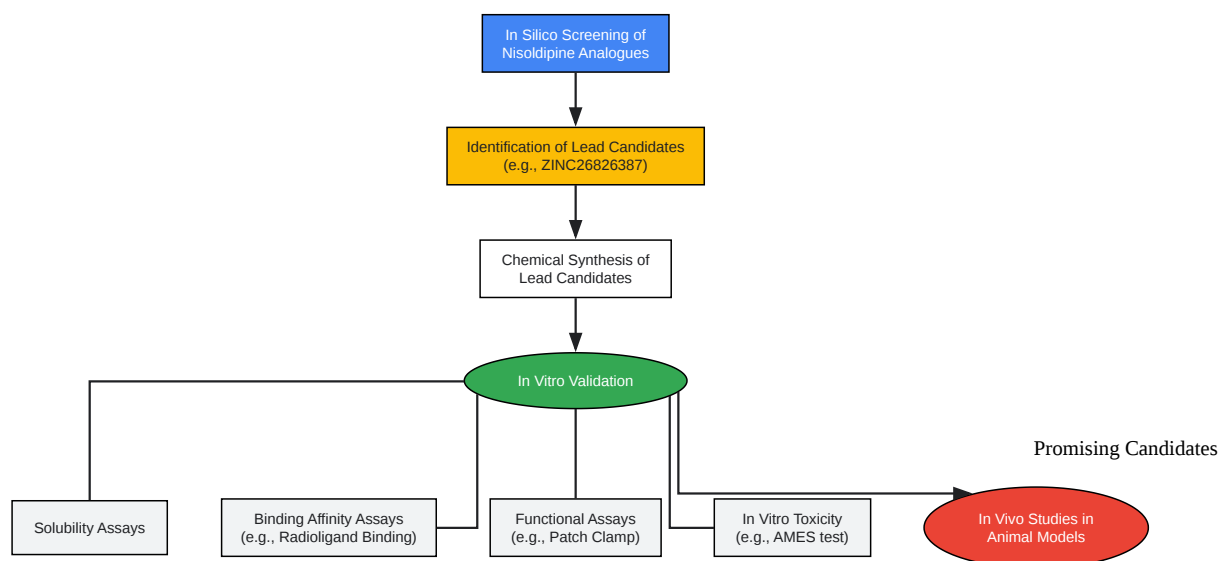 In Silico Screening of
Nisoldipine Analogues
Identification of Lead Candidates
(e.g., ZINC26826387)
Chemical Synthesis of
Lead Candidates
In Vitro Validation
Promising Candidates
Solubility Assays
Binding Affinity Assays
(e.g., Radioligand Binding)
Functional Assays
(e.g., Patch Clamp)
In Vitro Toxicity
(e.g., AMES test)
In Vivo Studies in
Animal Models